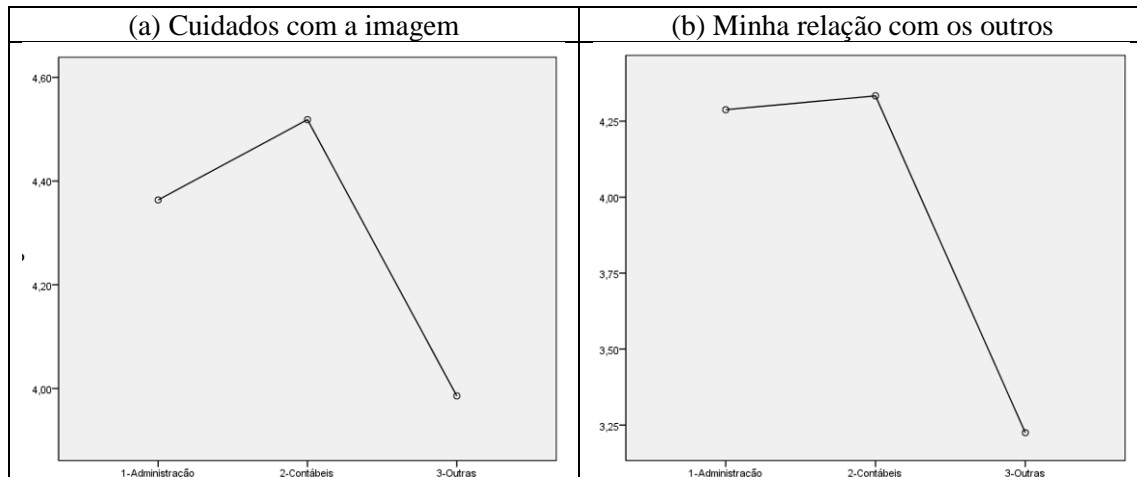 (a) Cuidados com a imagem
(b) Minha relação com os outros
4,60
4,40
4,20
4,00
1-Administração
2-Contábeis
3-Outras
4,25
4,00
3,75
3,50
3,25
1-Administração
2-Contábeis
3-Outras